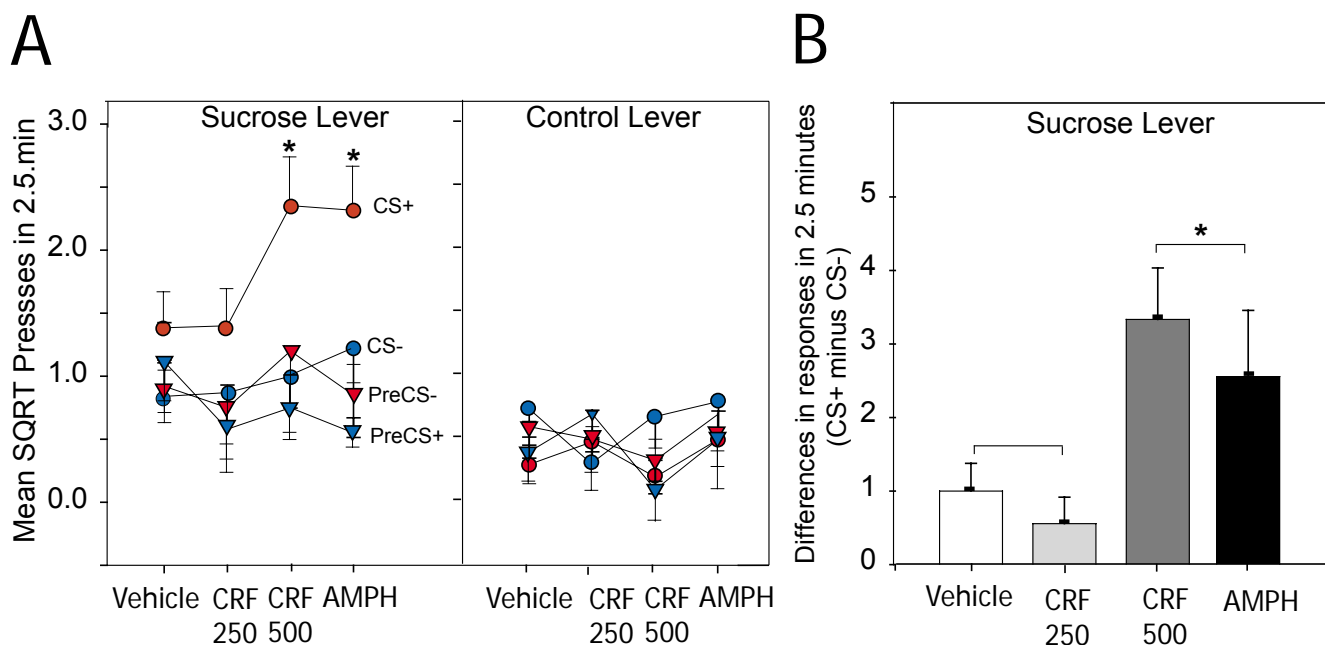 A
Mean SQRT Pressses in 2.5.min
3.0
2.0
1.0
0.0
Sucrose Lever
*
*
CS+
CS-
PreCS-
PreCS+
Vehicle
CRF
250
CRF
500
AMPH
Control Lever
Vehicle
CRF
250
CRF
500
AMPH
B
Differences in responses in 2.5 minutes
(CS+ minus CS-)
5
4
3
2
1
0
Sucrose Lever
*
Vehicle
CRF
250
CRF
500
AMPH